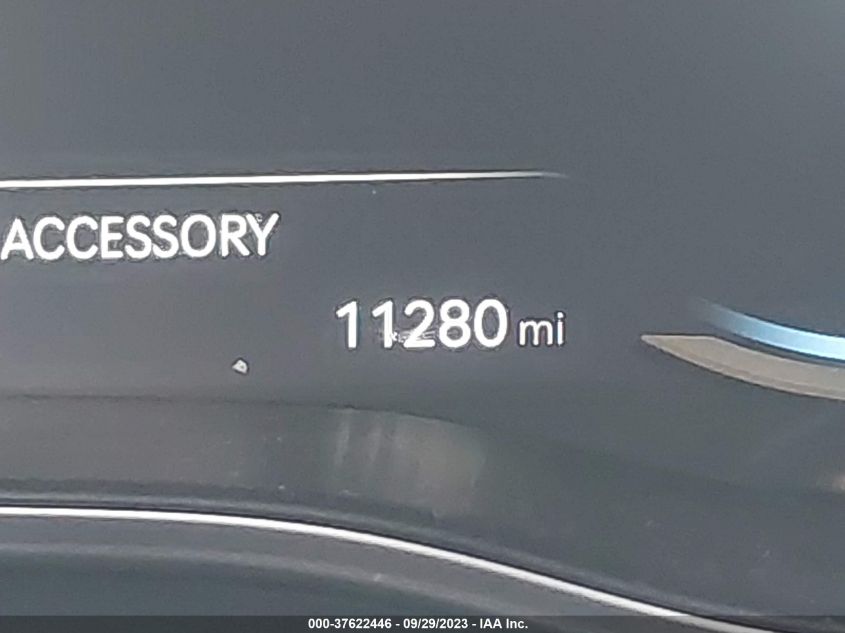 ACCESSORY
11280 mi
000-37622446 - 09/29/2023 - IAA Inc.